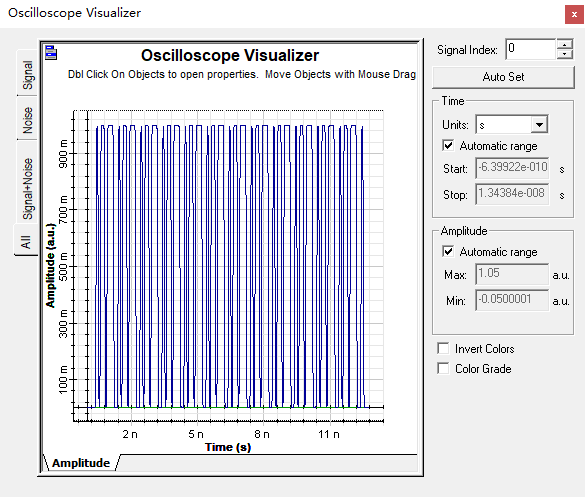 Oscilloscope Visualizer
Signal
Noise
Signal+Noise
All
Oscilloscope Visualizer
Dbl Click On Objects to open properties. Move Objects with Mouse Drag
Amplitude (a.u.)
900 m
700 m
500 m
300 m
100 m
2 n 5 n 8 n 11 n
Time (s)
Amplitude
Signal Index: 0
Auto Set
Time
Units: s
Automatic range
Start: -6.39922e-010 s
Stop: 1.34384e-008 s
Amplitude
Automatic range
Max: 1.05 a.u.
Min: -0.0500001 a.u.
Invert Colors
Color Grade